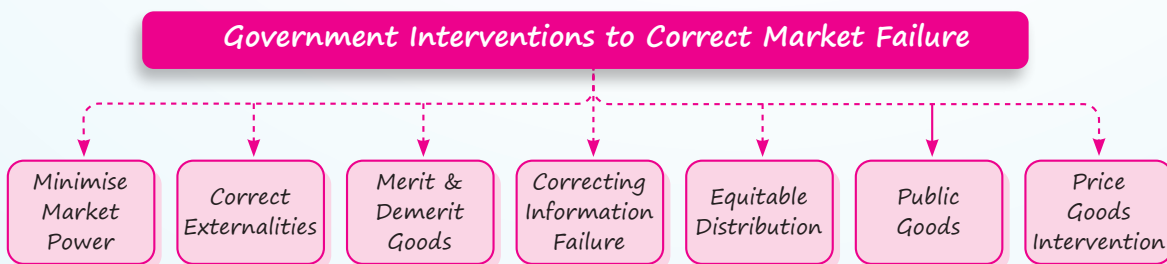 Government Interventions to Correct Market Failure
Minimise
Market
Power
Correct
Externalities
Merit &
Demerit
Goods
Correcting
Information
Failure
Equitable
Distribution
Public
Goods
Price
Goods
Intervention